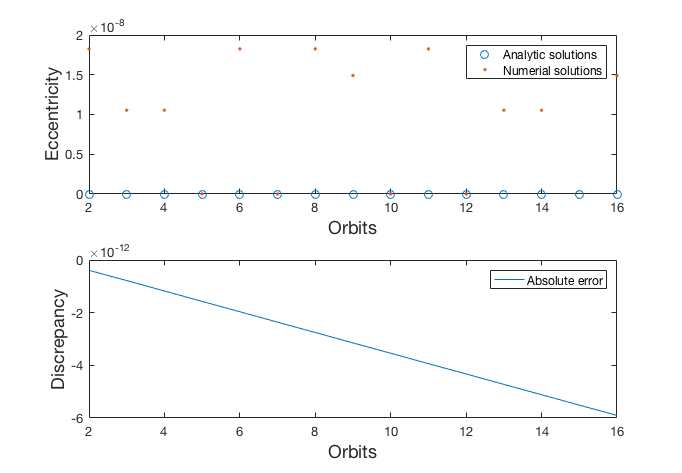 ×10-8
2
1.5
1
0.5
0
Eccentricity
Analytic solutions
Numerial solutions
2 4 6 8 10 12 14 16
Orbits
×10-12
0
-2
-4
-6
Discrepancy
Absolute error
2 4 6 8 10 12 14 16
Orbits